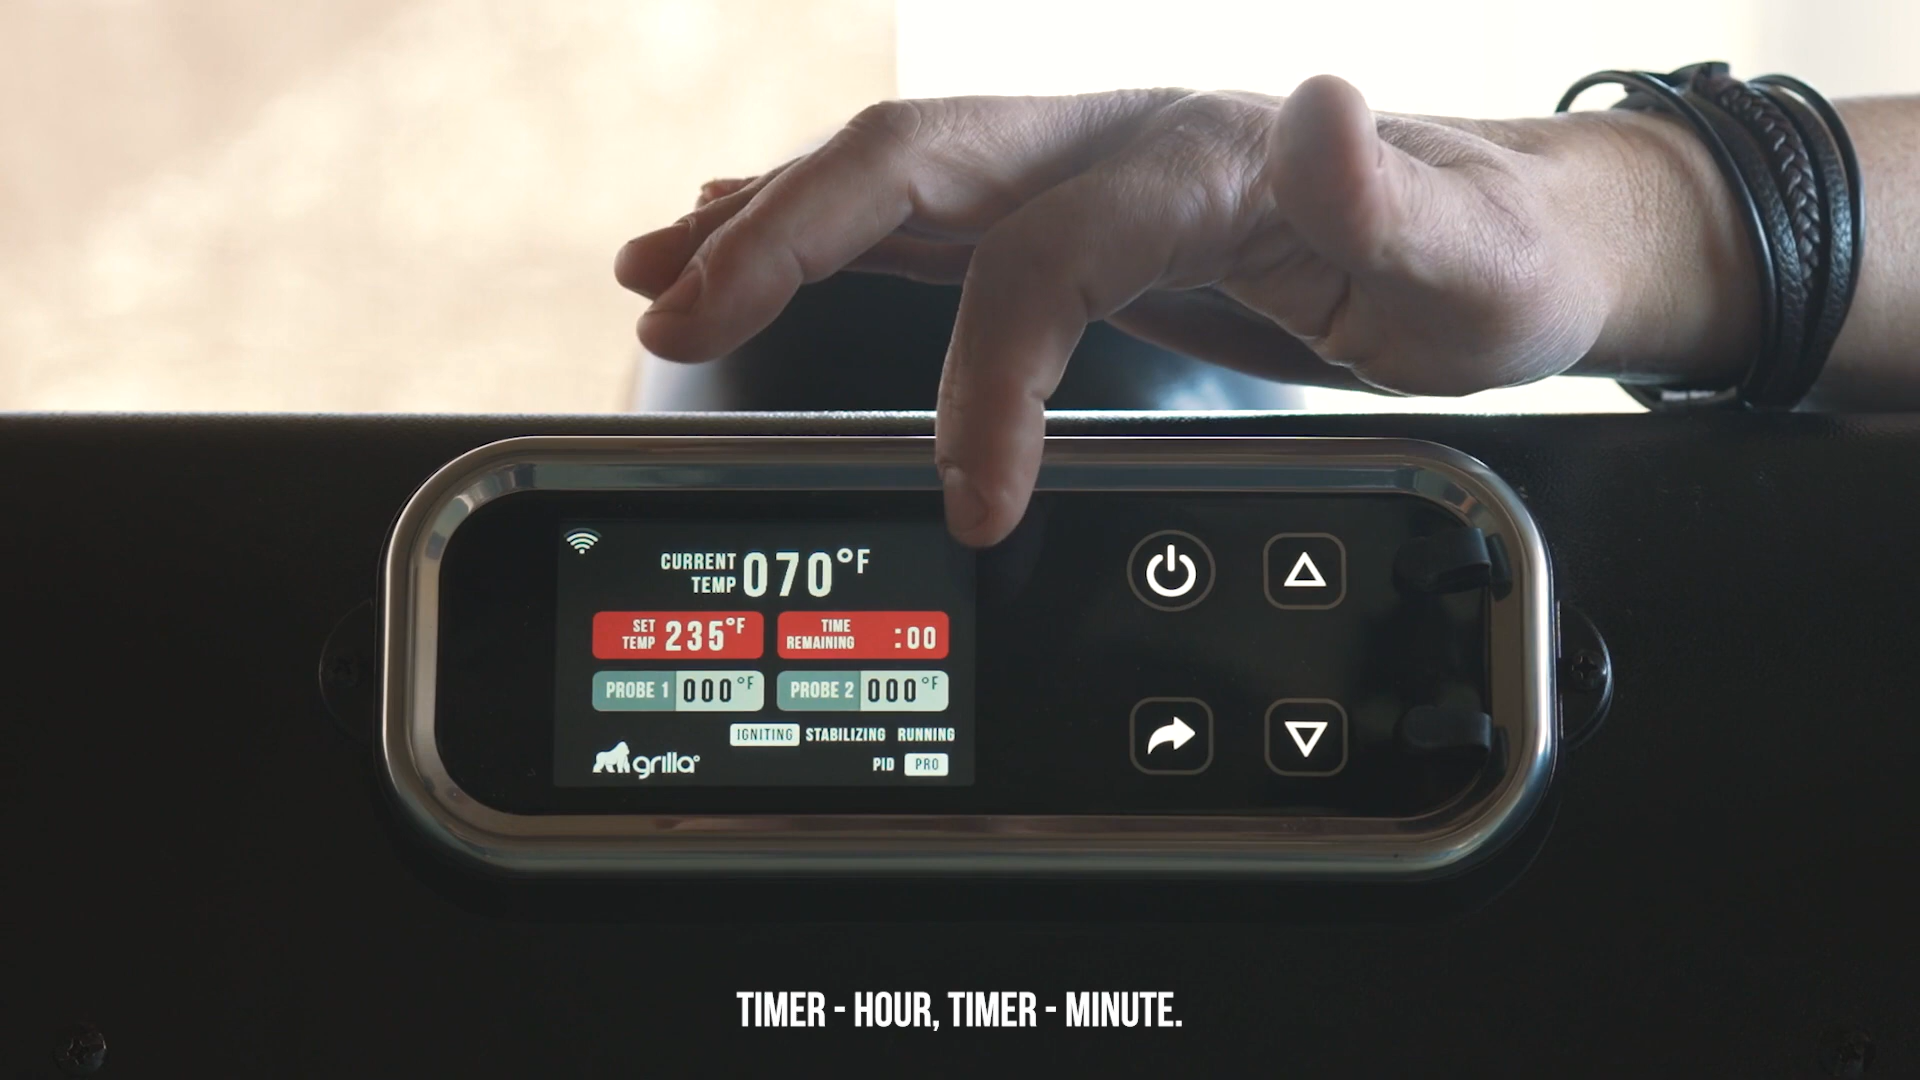 CURRENT
TEMP 070°F
SET
TEMP 235°F
TIME
REMAINING :00
PROBE 1 000°F
PROBE 2 000°F
IGNITING STABILIZING RUNNING
grilla
PID PRO
TIMER - HOUR, TIMER - MINUTE.